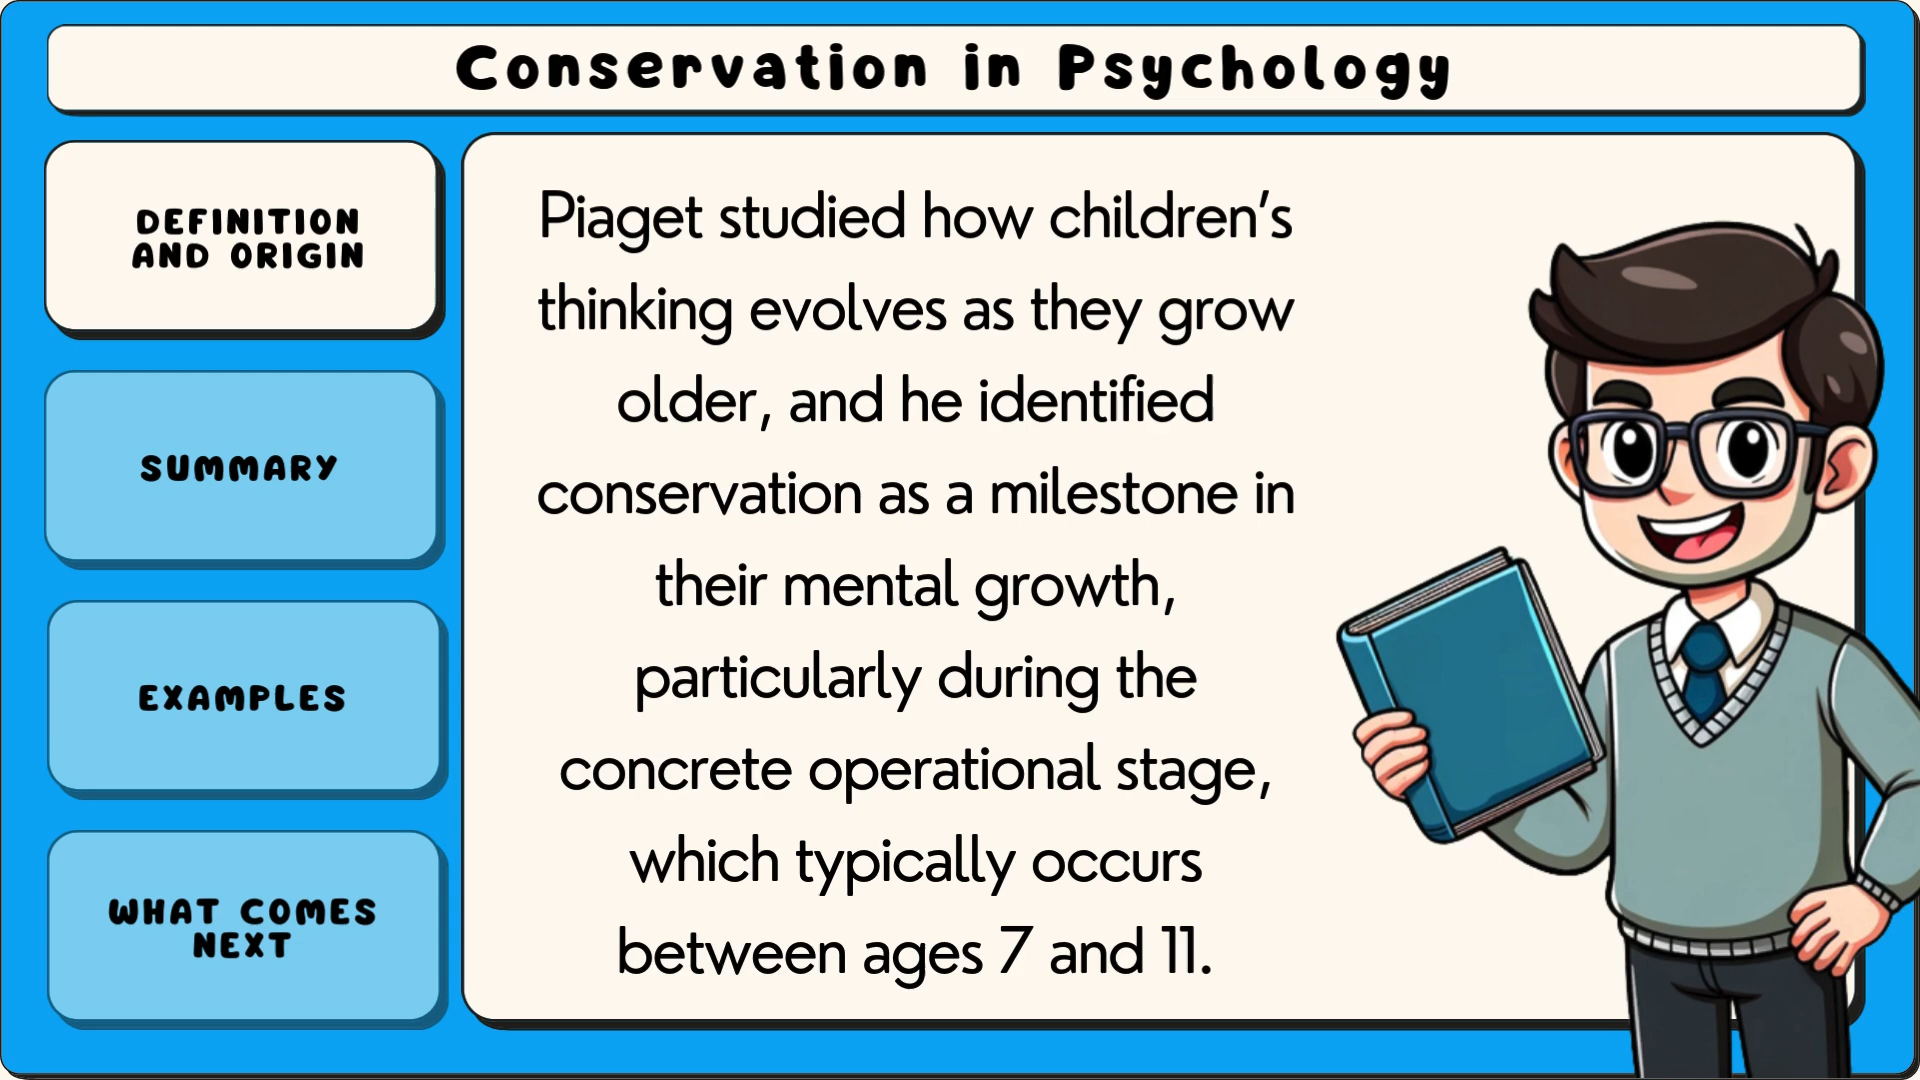 Conservation in Psychology
DEFINITION
AND ORIGIN
SUMMARY
EXAMPLES
WHAT COMES
NEXT
Piaget studied how children's
thinking evolves as they grow
older, and he identified
conservation as a milestone in
their mental growth,
particularly during the
concrete operational stage,
which typically occurs
between ages 7 and 11.